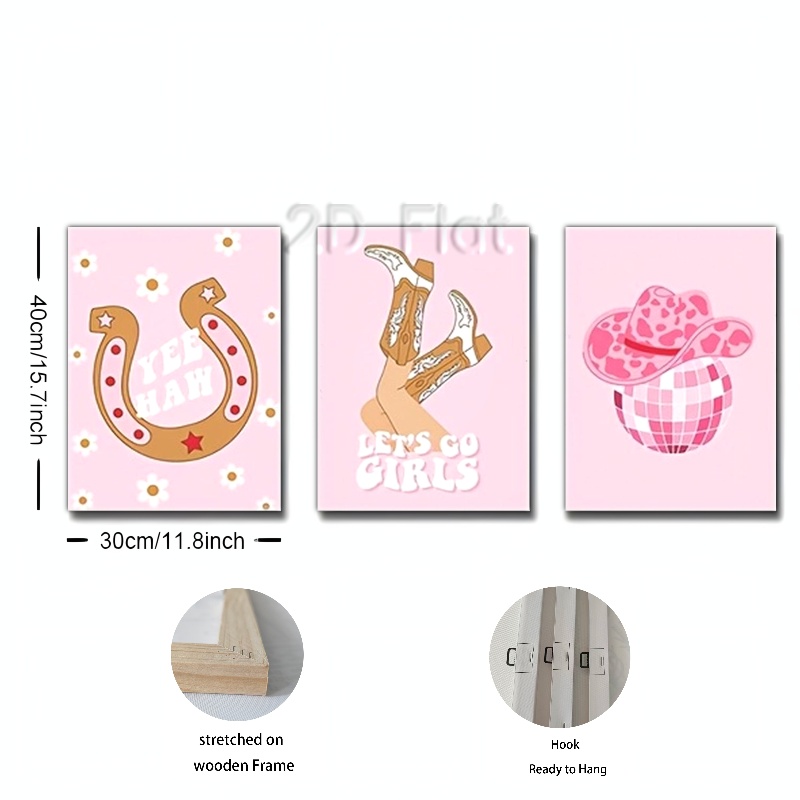 2D Flat
YEE
HAW
LET'S GO
GIRLS
40cm/15.7inch
30cm/11.8inch
stretched on
wooden Frame
Hook
Ready to Hang